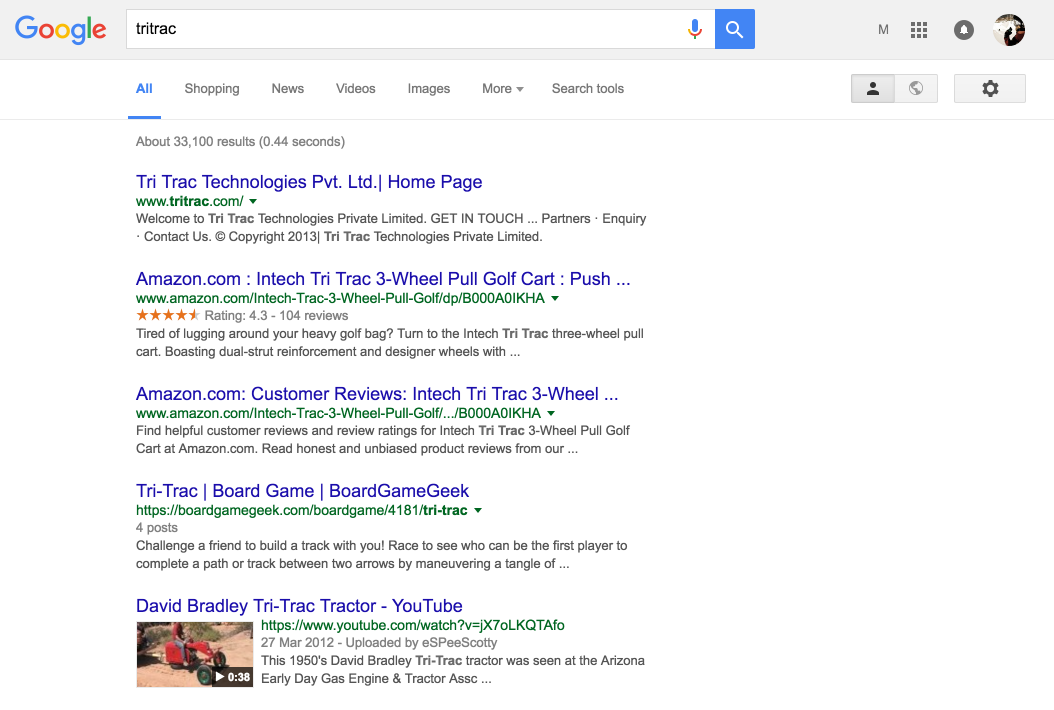 Google
tritrac
M
All Shopping News Videos Images More Search tools
About 33,100 results (0.44 seconds)
Tri Trac Technologies Pvt. Ltd.| Home Page
www.tritrac.com/
Welcome to Tri Trac Technologies Private Limited. GET IN TOUCH ... Partners · Enquiry
· Contact Us. © Copyright 2013| Tri Trac Technologies Private Limited.
Amazon.com : Intech Tri Trac 3-Wheel Pull Golf Cart : Push ...
www.amazon.com/Intech-Trac-3-Wheel-Pull-Golf/dp/B000A0IKHA
Rating: 4.3 - 104 reviews
Tired of lugging around your heavy golf bag? Turn to the Intech Tri Trac three-wheel pull
cart. Boasting dual-strut reinforcement and designer wheels with ...
Amazon.com: Customer Reviews: Intech Tri Trac 3-Wheel ...
www.amazon.com/Intech-Trac-3-Wheel-Pull-Golf/.../B000A0IKHA
Find helpful customer reviews and review ratings for Intech Tri Trac 3-Wheel Pull Golf
Cart at Amazon.com. Read honest and unbiased product reviews from our ...
Tri-Trac | Board Game | BoardGameGeek
https://boardgamegeek.com/boardgame/4181/tri-trac
4 posts
Challenge a friend to build a track with you! Race to see who can be the first player to
complete a path or track between two arrows by maneuvering a tangle of ...
David Bradley Tri-Trac Tractor - YouTube
https://www.youtube.com/watch?v=jX7oLKQTAfo
27 Mar 2012 - Uploaded by eSPeeScotty
This 1950's David Bradley Tri-Trac tractor was seen at the Arizona
Early Day Gas Engine & Tractor Assc ...
0:38